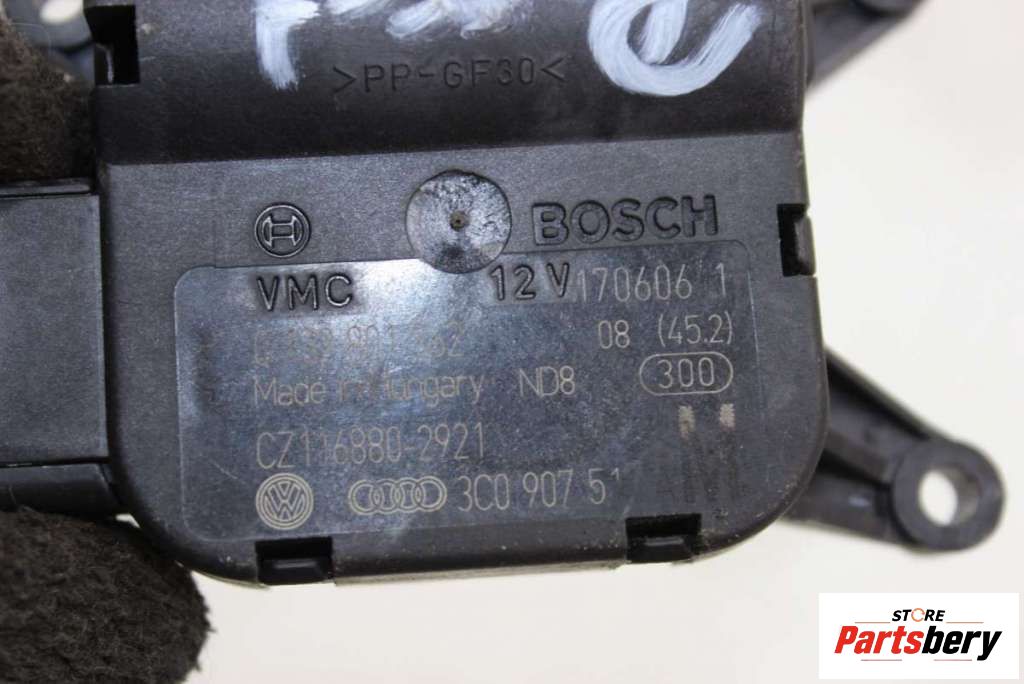 >PP-GF30<
BOSCH
VMC 12V 170606 1
08 (45.2)
Made in Hungary ND8 300
CZ116880-2921
3C0 907 51
STORE
Partsbery